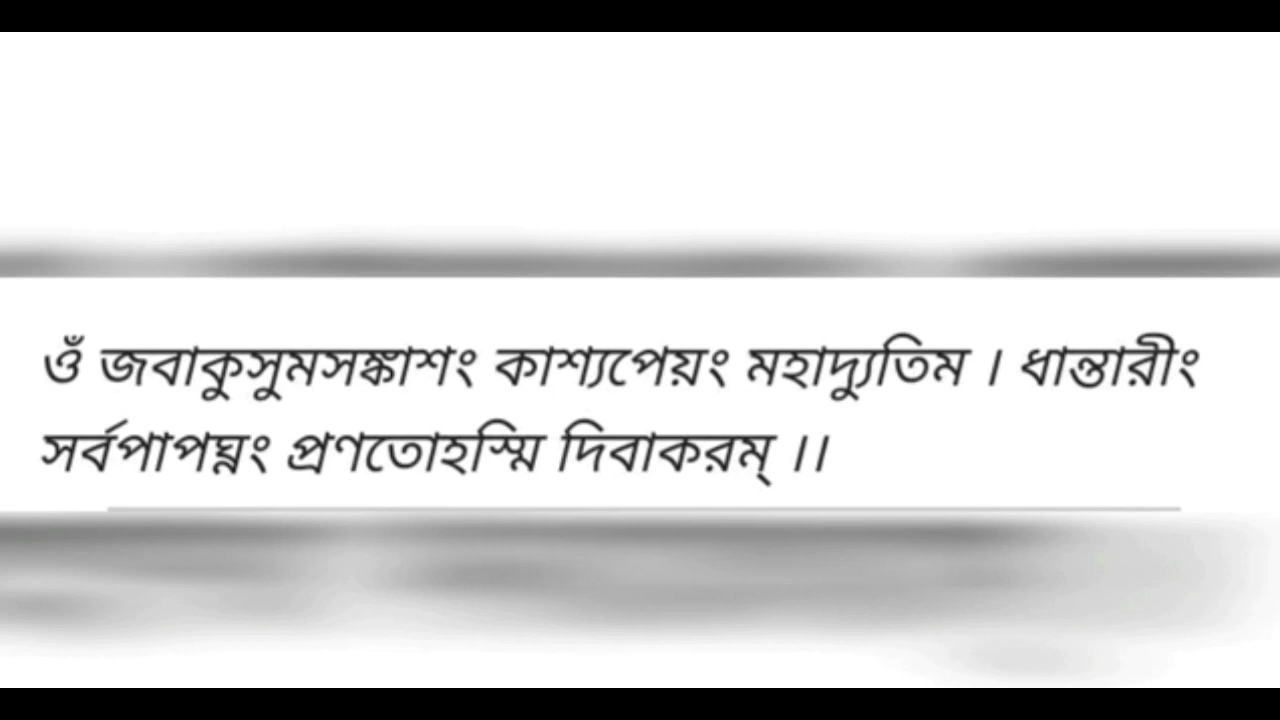 ওঁ জবাকুসুমসঙ্কাশং কাশ্যপেয়ং মহাদ্যুতিম । ধান্তারীং
সর্বপাপঘ্নং প্রণতোহস্মি দিবাকরম্ ।।